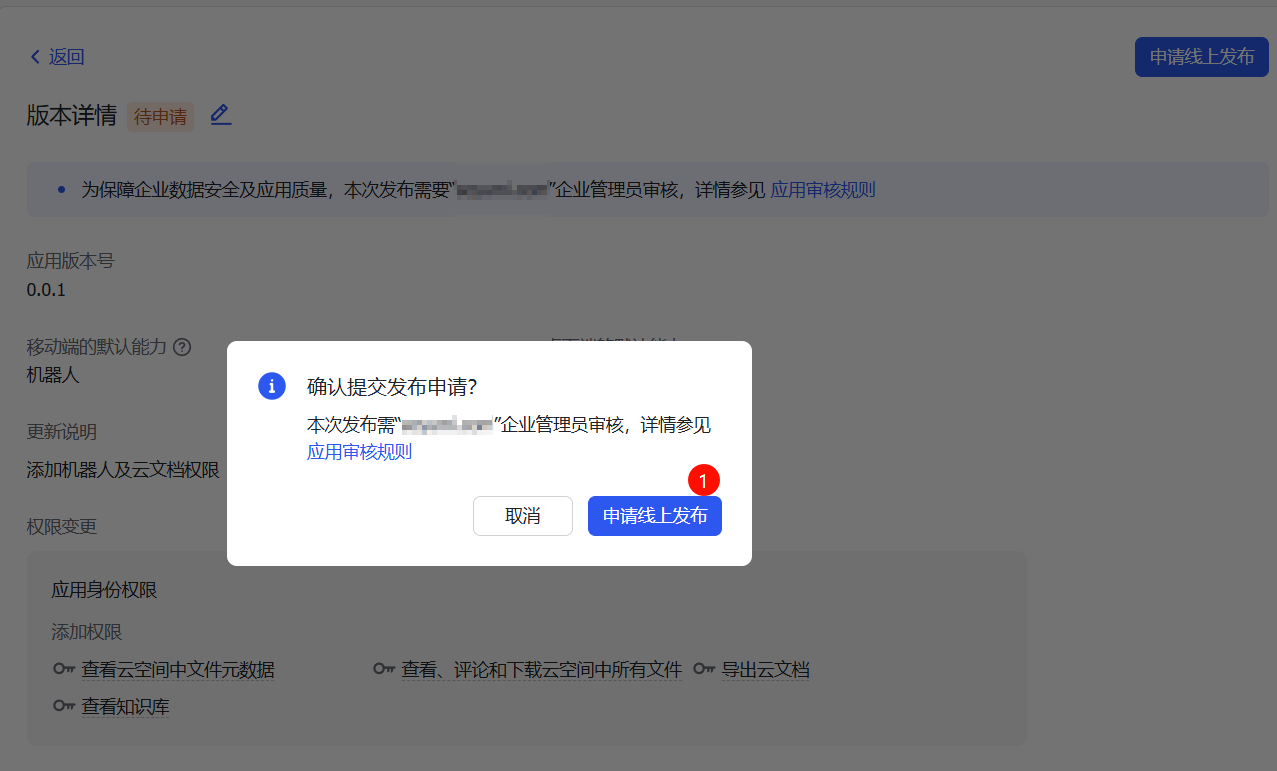 返回
申请线上发布
版本详情 待申请
为保障企业数据安全及应用质量，本次发布需要“ ”企业管理员审核，详情参见 应用审核规则
应用版本号
0.0.1
移动端的默认能力
机器人
更新说明
添加机器人及云文档权限
确认提交发布申请？
本次发布需“ ”企业管理员审核，详情参见
应用审核规则
1
取消 申请线上发布
权限变更
应用身份权限
添加权限
查看云空间中文件元数据 查看、评论和下载云空间中所有文件 导出云文档
查看知识库